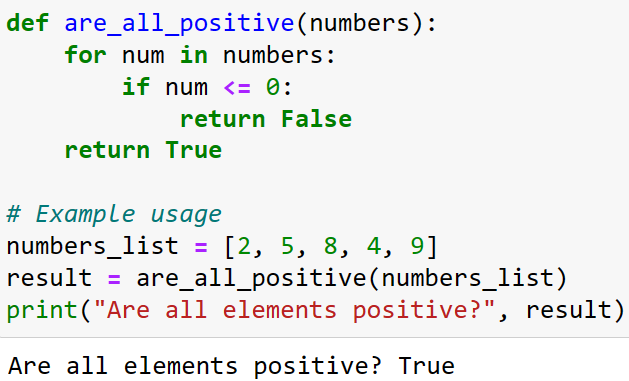 def are_all_positive(numbers):
    for num in numbers:
        if num <= 0:
            return False
    return True

# Example usage
numbers_list = [2, 5, 8, 4, 9]
result = are_all_positive(numbers_list)
print("Are all elements positive?", result)
Are all elements positive? True